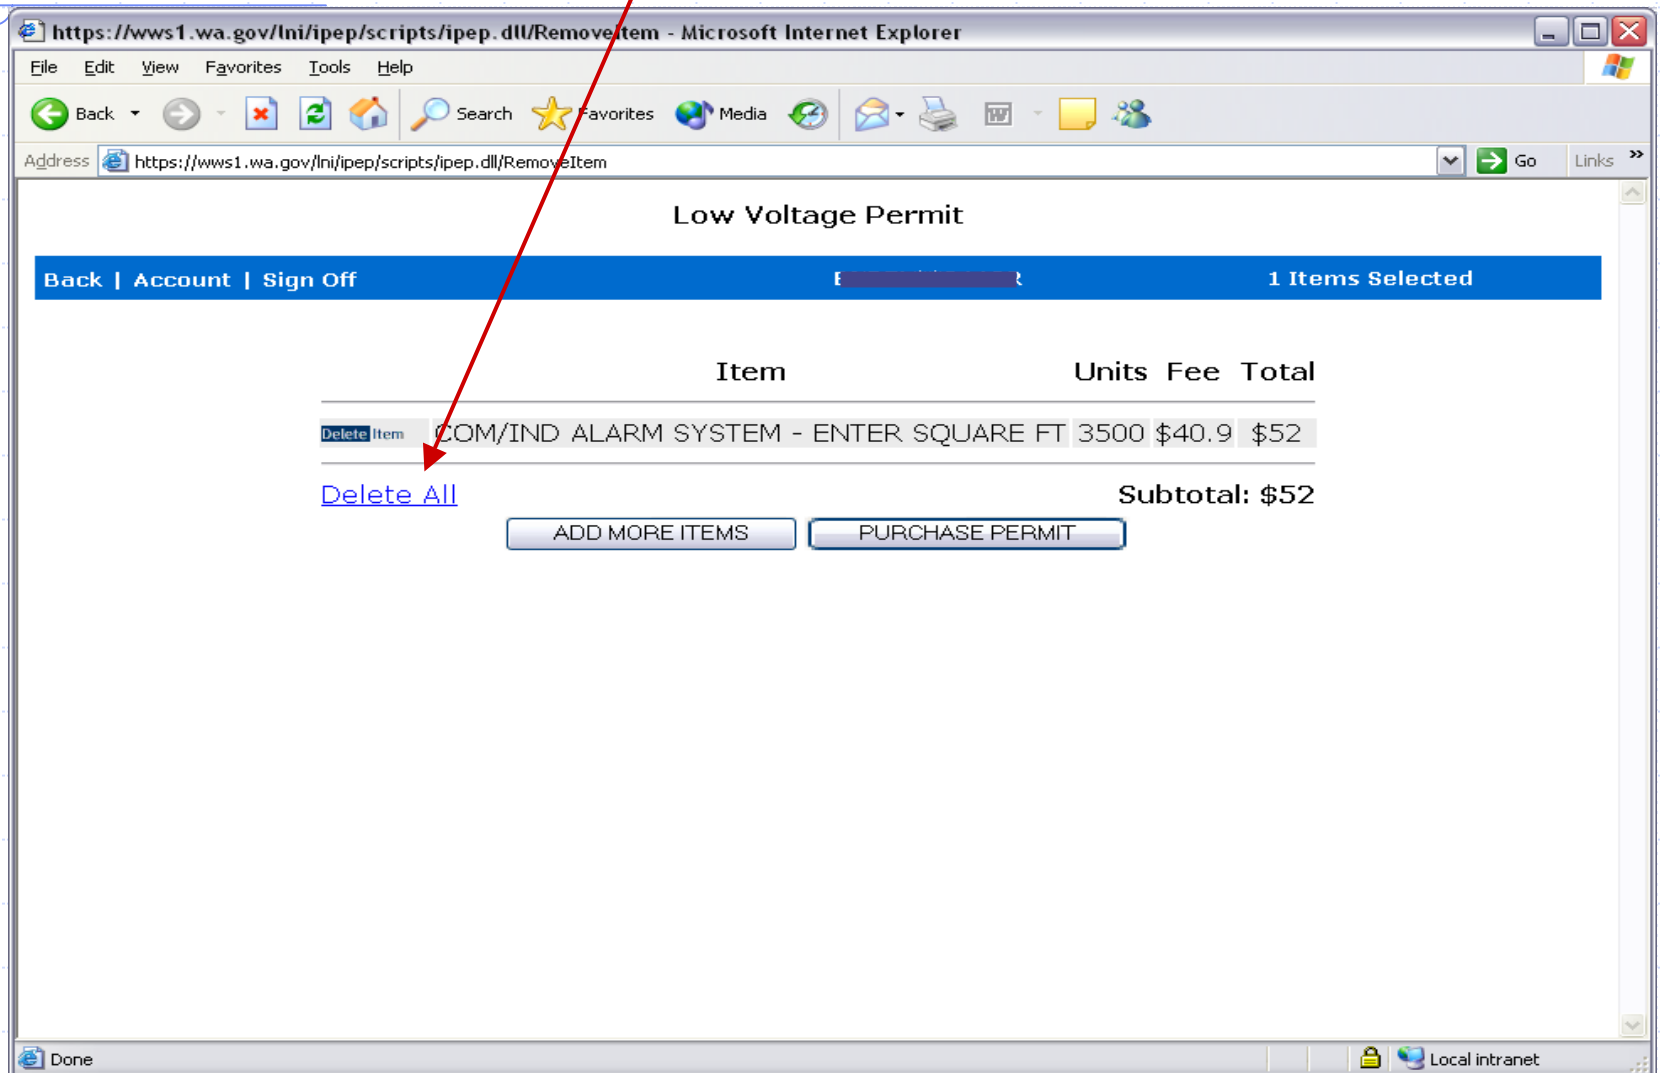 https://wws1.wa.gov/lni/ipep/scripts/ipep.dll/RemoveItem - Microsoft Internet Explorer
File Edit View Favorites Tools Help
Back Search Favorites Media
Address https://wws1.wa.gov/lni/ipep/scripts/ipep.dll/RemoveItem Go Links »
Low Voltage Permit
Back | Account | Sign Off 1 Items Selected
Item Units Fee Total
Delete Item COM/IND ALARM SYSTEM - ENTER SQUARE FT 3500 $40.9 $52
Delete All Subtotal: $52
ADD MORE ITEMS PURCHASE PERMIT
Done Local intranet